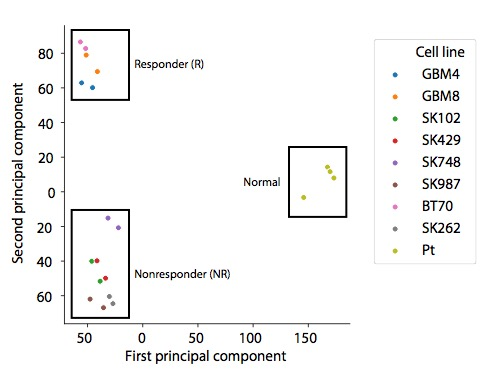 80
60
40
20
0
20
40
60
Second principal component
50
0
50
100
150
First principal component
Responder (R)
Normal
Nonresponder (NR)
Cell line
GBM4
GBM8
SK102
SK429
SK748
SK987
BT70
SK262
Pt